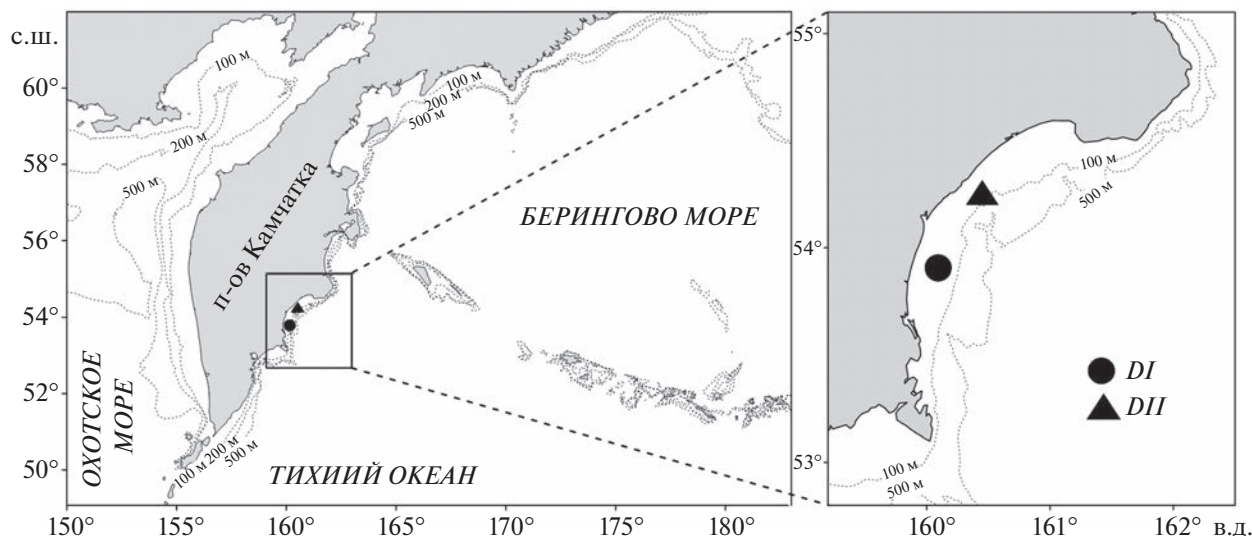 с.ш.
60°
58°
56°
54°
52°
50°
100 м
200 м
500 м
100 м
200 м
500 м
п-ов Камчатка
БЕРИНГОВО МОРЕ
ОХОТСКОЕ
МОРЕ
100 м
200 м
500 м
ТИХИИЙ ОКЕАН
150° 155° 160° 165° 170° 175° 180°
55°
54°
53°
100 м
500 м
DI
DII
100 м
500 м
160° 161° 162° в.д.